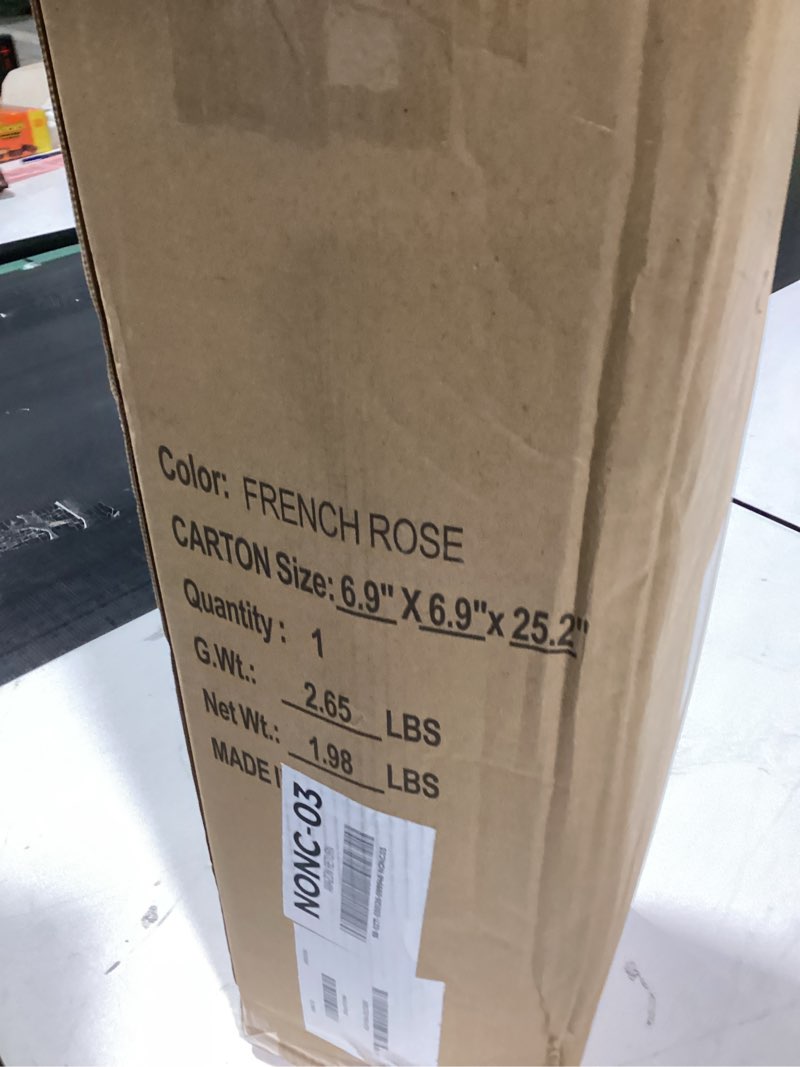 Color: FRENCH ROSE
CARTON Size: 6.9" X 6.9"x 25.2"
Quantity: 1
G.Wt.: 2.65 LBS
Net Wt.: 1.98 LBS
MADE
NONC-03